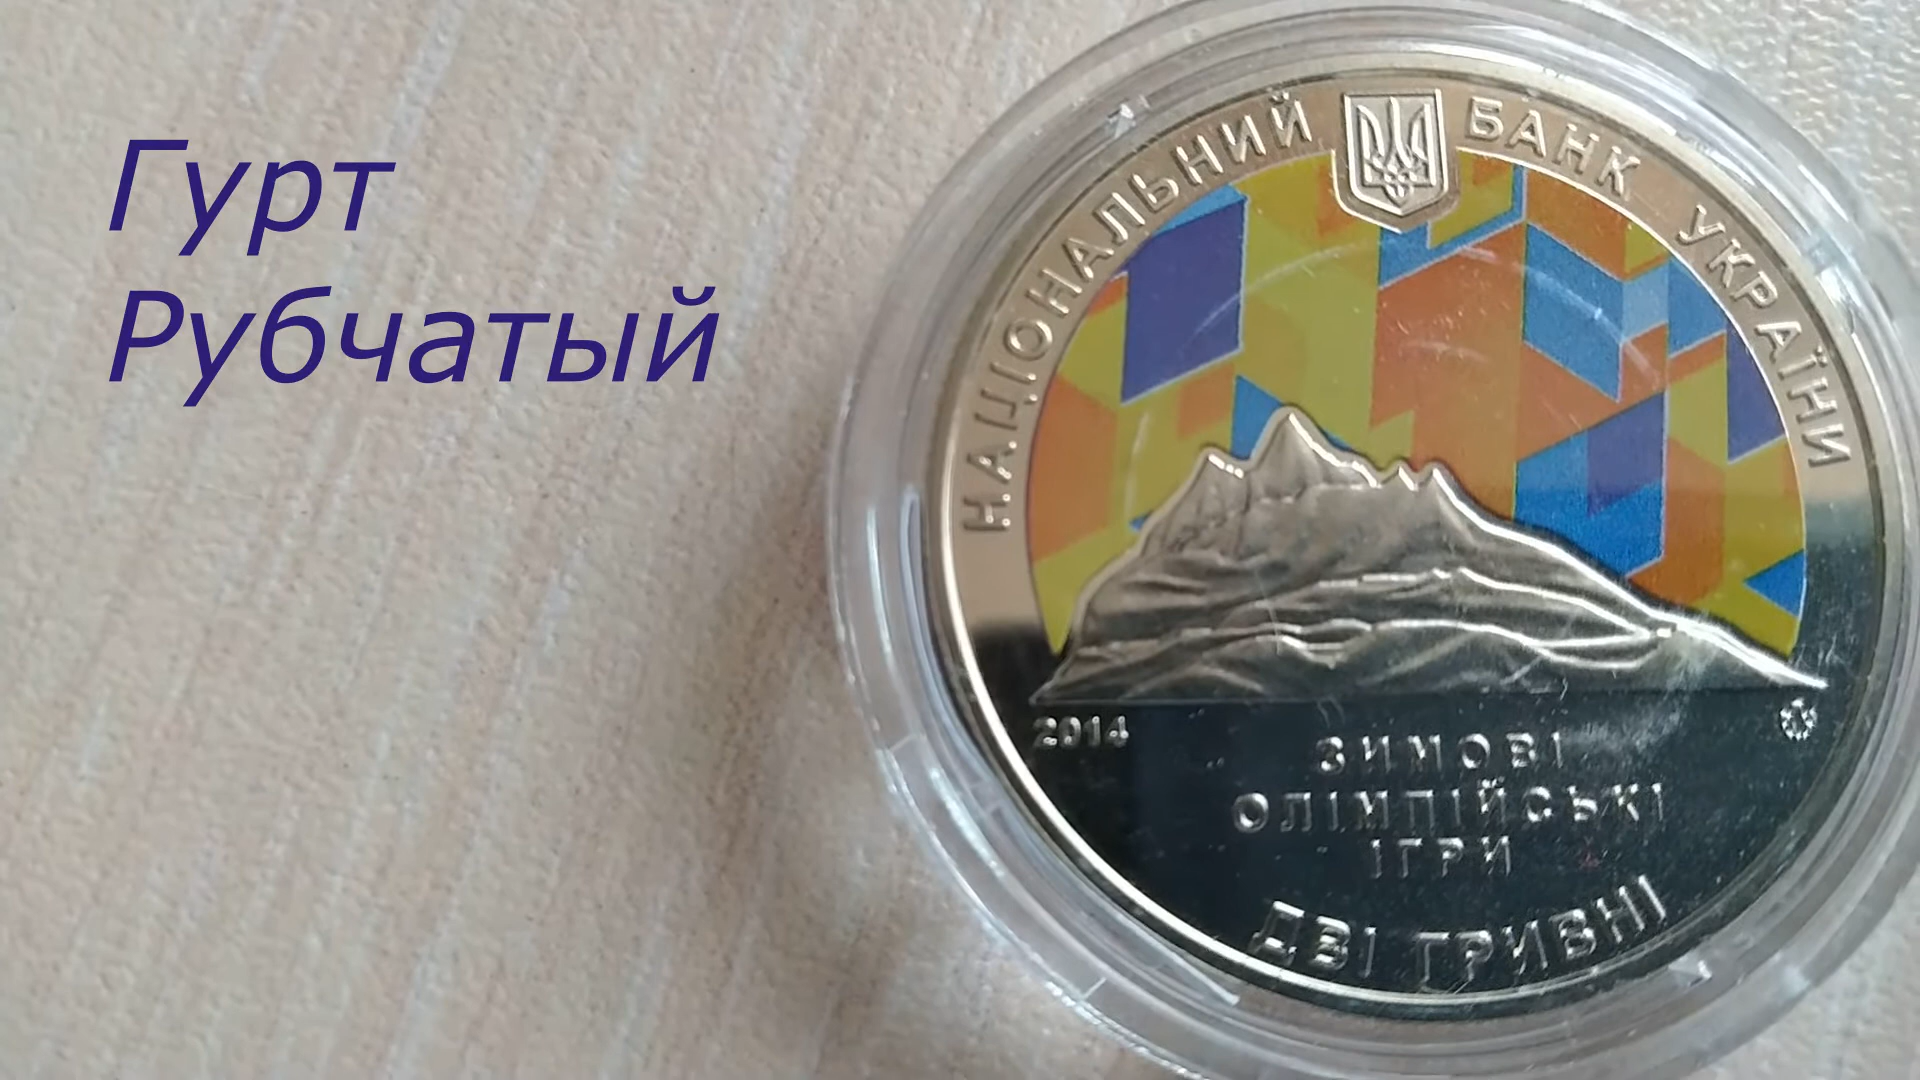 Гурт
Рубчатый
НАЦІОНАЛЬНИЙ БАНК УКРАЇНИ
2014
ЗИМОВІ
ОЛІМПІЙСЬКІ
ІГРИ
ДВІ ГРИВНІ